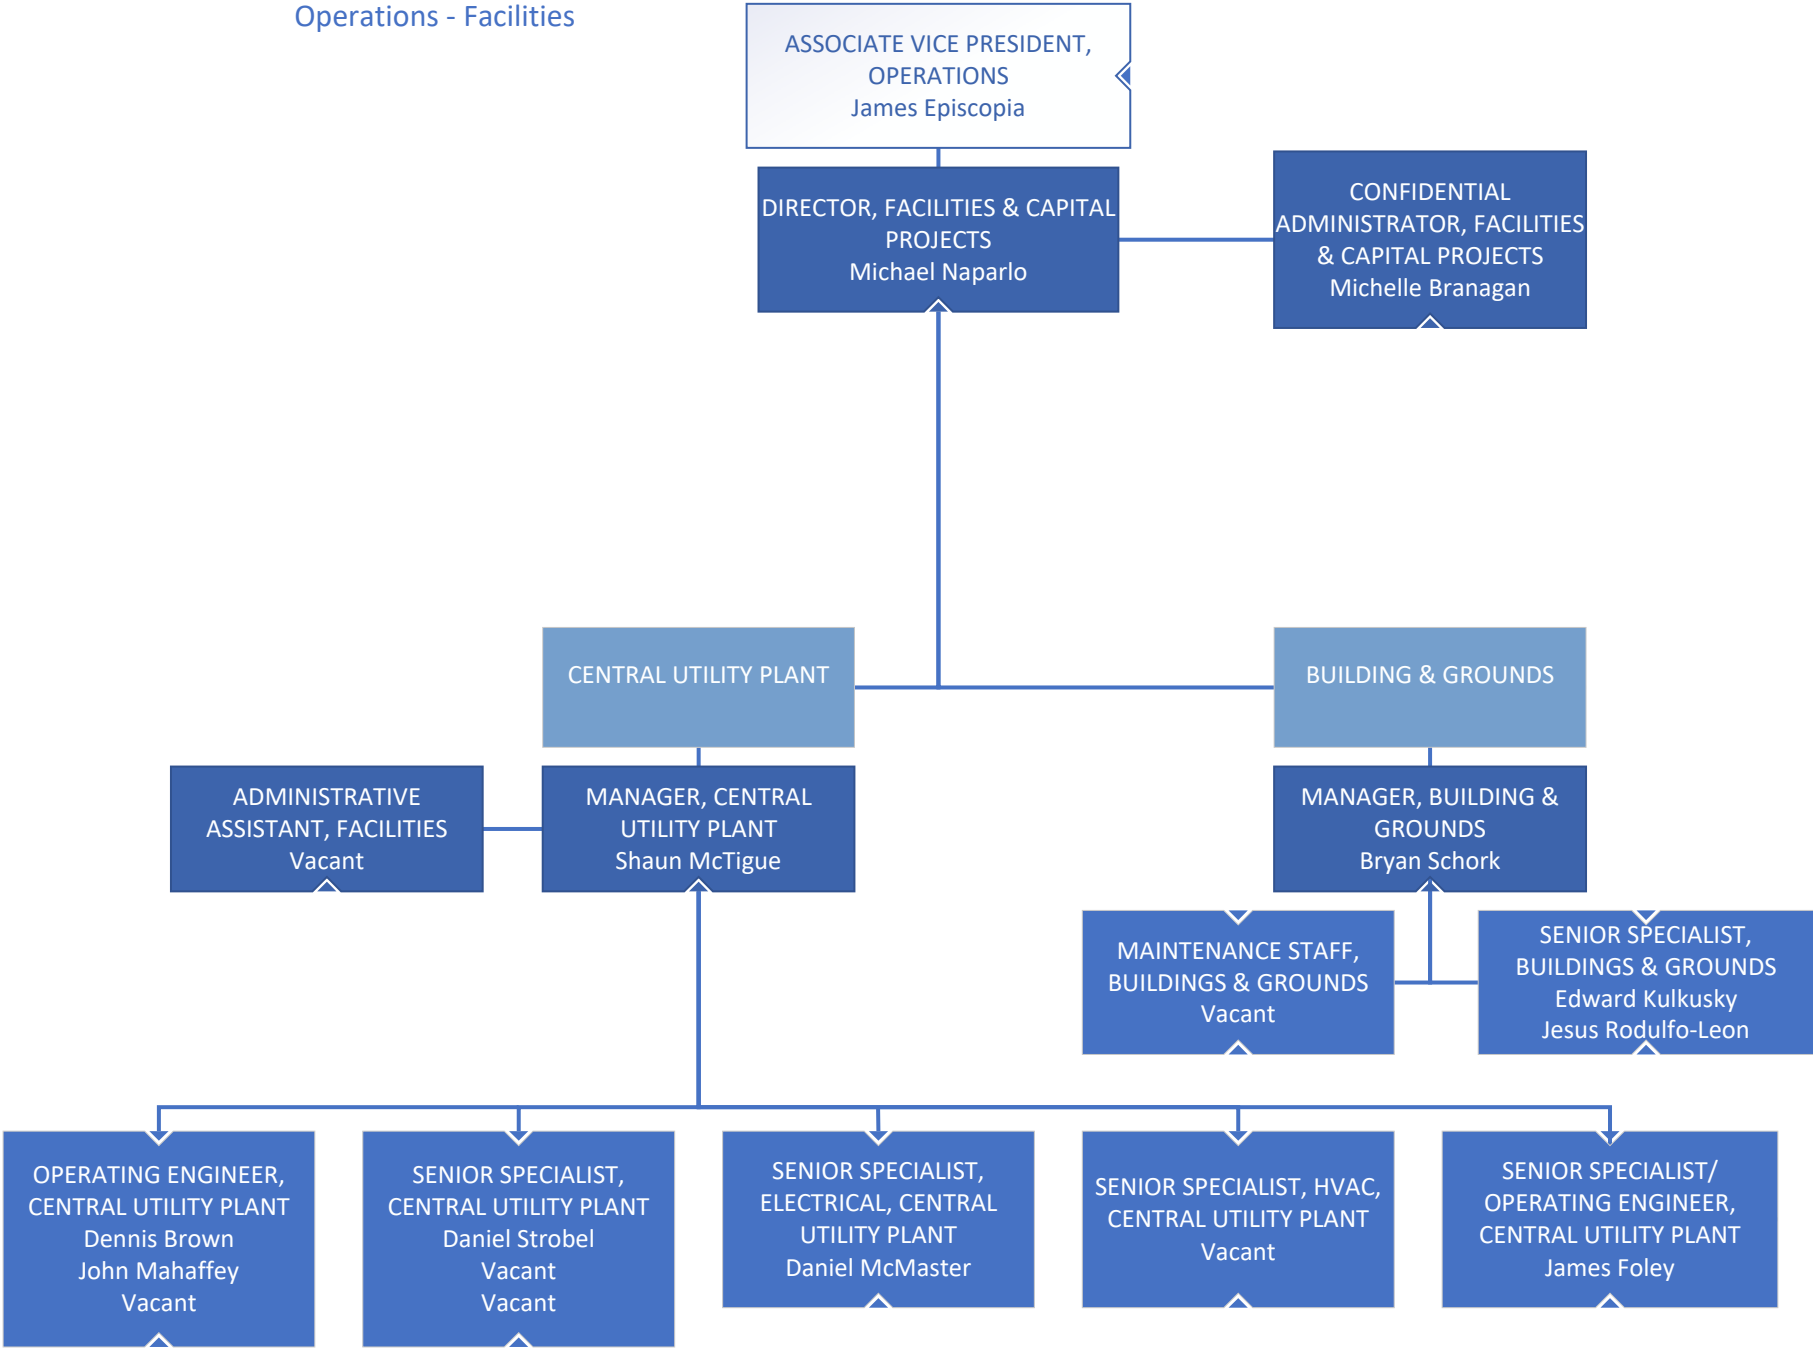 Operations - Facilities
ASSOCIATE VICE PRESIDENT,
OPERATIONS
James Episcopia
DIRECTOR, FACILITIES & CAPITAL
PROJECTS
Michael Naparlo
CONFIDENTIAL
ADMINISTRATOR, FACILITIES
& CAPITAL PROJECTS
Michelle Branagan
CENTRAL UTILITY PLANT
BUILDING & GROUNDS
ADMINISTRATIVE
ASSISTANT, FACILITIES
Vacant
MANAGER, CENTRAL
UTILITY PLANT
Shaun McTigue
MANAGER, BUILDING &
GROUNDS
Bryan Schork
MAINTENANCE STAFF,
BUILDINGS & GROUNDS
Vacant
SENIOR SPECIALIST,
BUILDINGS & GROUNDS
Edward Kulkusky
Jesus Rodulfo-Leon
OPERATING ENGINEER,
CENTRAL UTILITY PLANT
Dennis Brown
John Mahaffey
Vacant
SENIOR SPECIALIST,
CENTRAL UTILITY PLANT
Daniel Strobel
Vacant
Vacant
SENIOR SPECIALIST,
ELECTRICAL, CENTRAL
UTILITY PLANT
Daniel McMaster
SENIOR SPECIALIST, HVAC,
CENTRAL UTILITY PLANT
Vacant
SENIOR SPECIALIST/
OPERATING ENGINEER,
CENTRAL UTILITY PLANT
James Foley